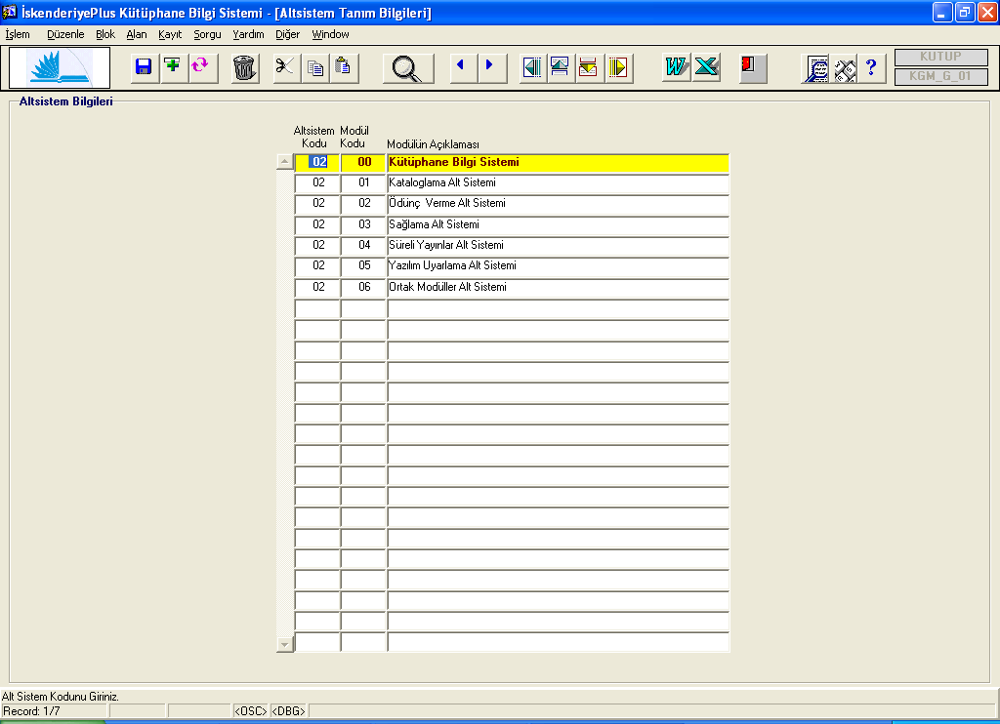 İskenderiyePlus Kütüphane Bilgi Sistemi - [Altsistem Tanım Bilgileri]
İşlem Düzenle Blok Alan Kayıt Sorgu Yardım Diğer Window
KUTUP
KGM_G_01
Altsistem Bilgileri
Altsistem Modül
Kodu Kodu Modülün Açıklaması
02 00 Kütüphane Bilgi Sistemi
02 01 Kataloglama Alt Sistemi
02 02 Ödünç Verme Alt Sistemi
02 03 Sağlama Alt Sistemi
02 04 Süreli Yayınlar Alt Sistemi
02 05 Yazılım Uyarlama Alt Sistemi
02 06 Ortak Modüller Alt Sistemi
Alt Sistem Kodunu Giriniz.
Record: 1/7 <OSC> <DBG>